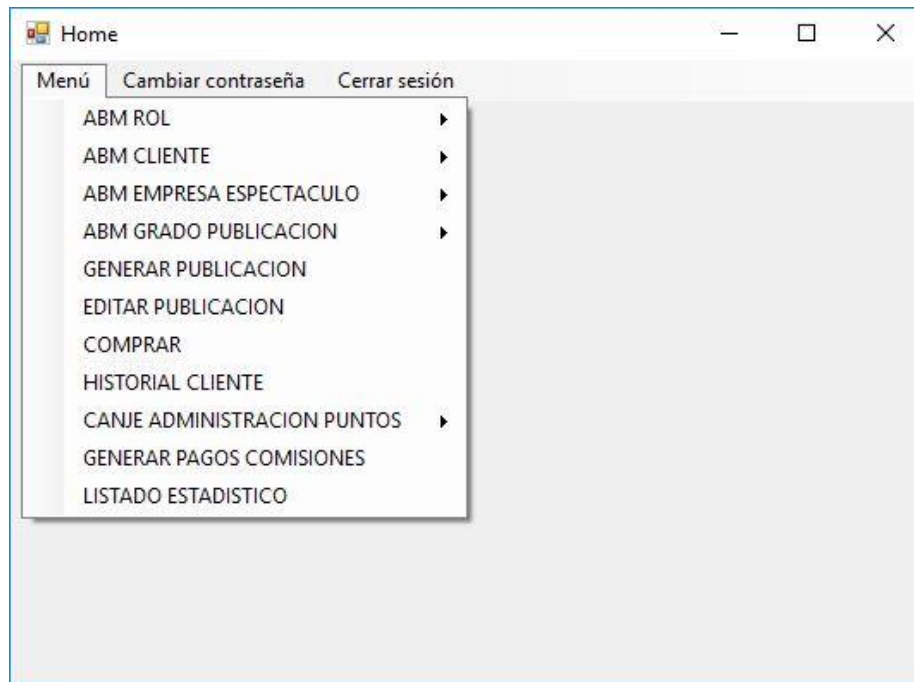 Home
Menú Cambiar contraseña Cerrar sesión
ABM ROL
ABM CLIENTE
ABM EMPRESA ESPECTACULO
ABM GRADO PUBLICACION
GENERAR PUBLICACION
EDITAR PUBLICACION
COMPRAR
HISTORIAL CLIENTE
CANJE ADMINISTRACION PUNTOS
GENERAR PAGOS COMISIONES
LISTADO ESTADISTICO